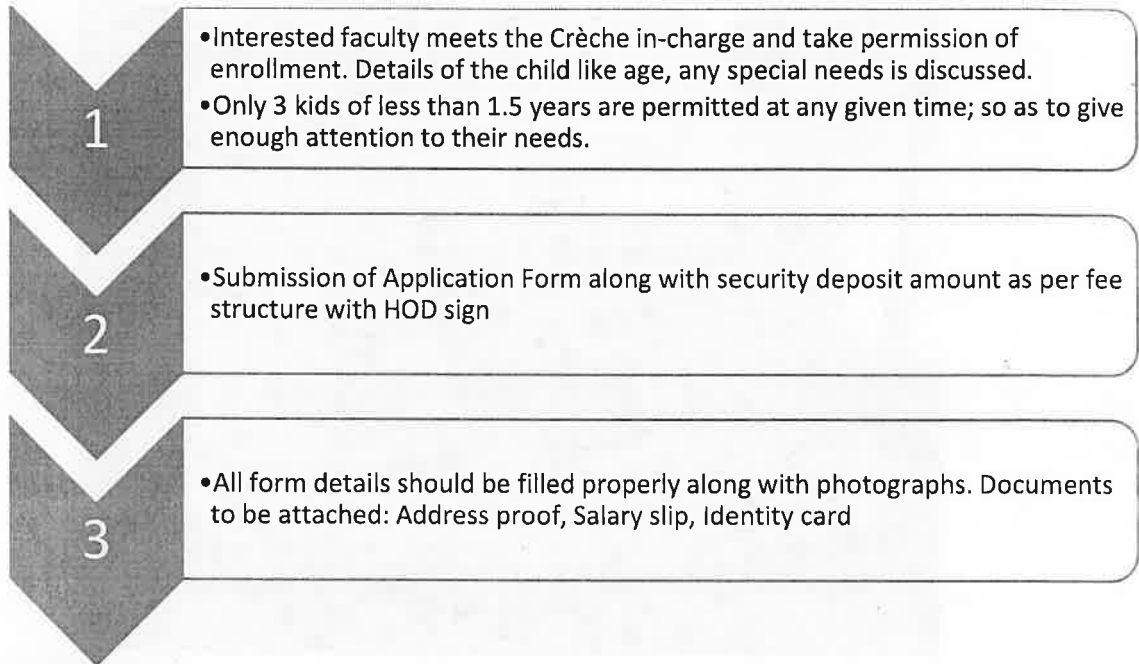 •Interested faculty meets the Crèche in-charge and take permission of
enrollment. Details of the child like age, any special needs is discussed.
•Only 3 kids of less than 1.5 years are permitted at any given time; so as to give
enough attention to their needs.
1
•Submission of Application Form along with security deposit amount as per fee
structure with HOD sign
2
•All form details should be filled properly along with photographs. Documents
to be attached: Address proof, Salary slip, Identity card
3